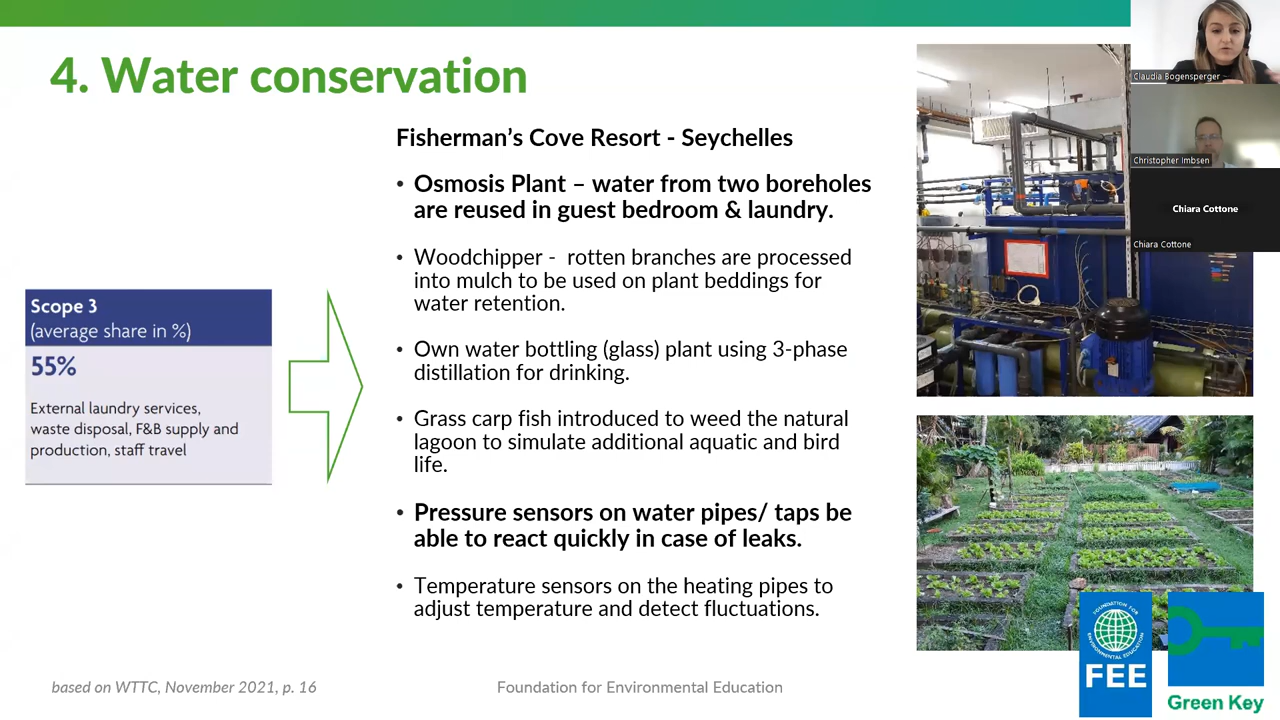 4. Water conservation
Fisherman's Cove Resort - Seychelles
• Osmosis Plant – water from two boreholes
are reused in guest bedroom & laundry.
• Woodchipper - rotten branches are processed
into mulch to be used on plant beddings for
water retention.
• Own water bottling (glass) plant using 3-phase
distillation for drinking.
• Grass carp fish introduced to weed the natural
lagoon to simulate additional aquatic and bird
life.
• Pressure sensors on water pipes/ taps be
able to react quickly in case of leaks.
• Temperature sensors on the heating pipes to
adjust temperature and detect fluctuations.
Scope 3
(average share in %)
55%
External laundry services,
waste disposal, F&B supply and
production, staff travel
Claudia Bogensperger
Christopher Imbsen
Chiara Cottone
Chiara Cottone
based on WTTC, November 2021, p. 16
Foundation for Environmental Education
FOUNDATION FOR
ENVIRONMENTAL EDUCATION
FEE
Green Key